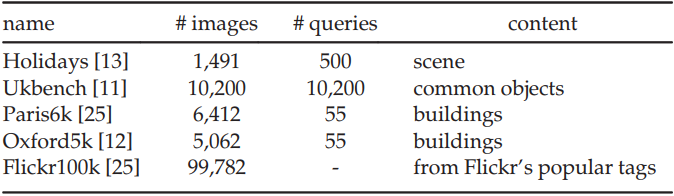 name # images # queries content
Holidays [13] 1,491 500 scene
Ukbench [11] 10,200 10,200 common objects
Paris6k [25] 6,412 55 buildings
Oxford5k [12] 5,062 55 buildings
Flickr100k [25] 99,782 - from Flickr's popular tags